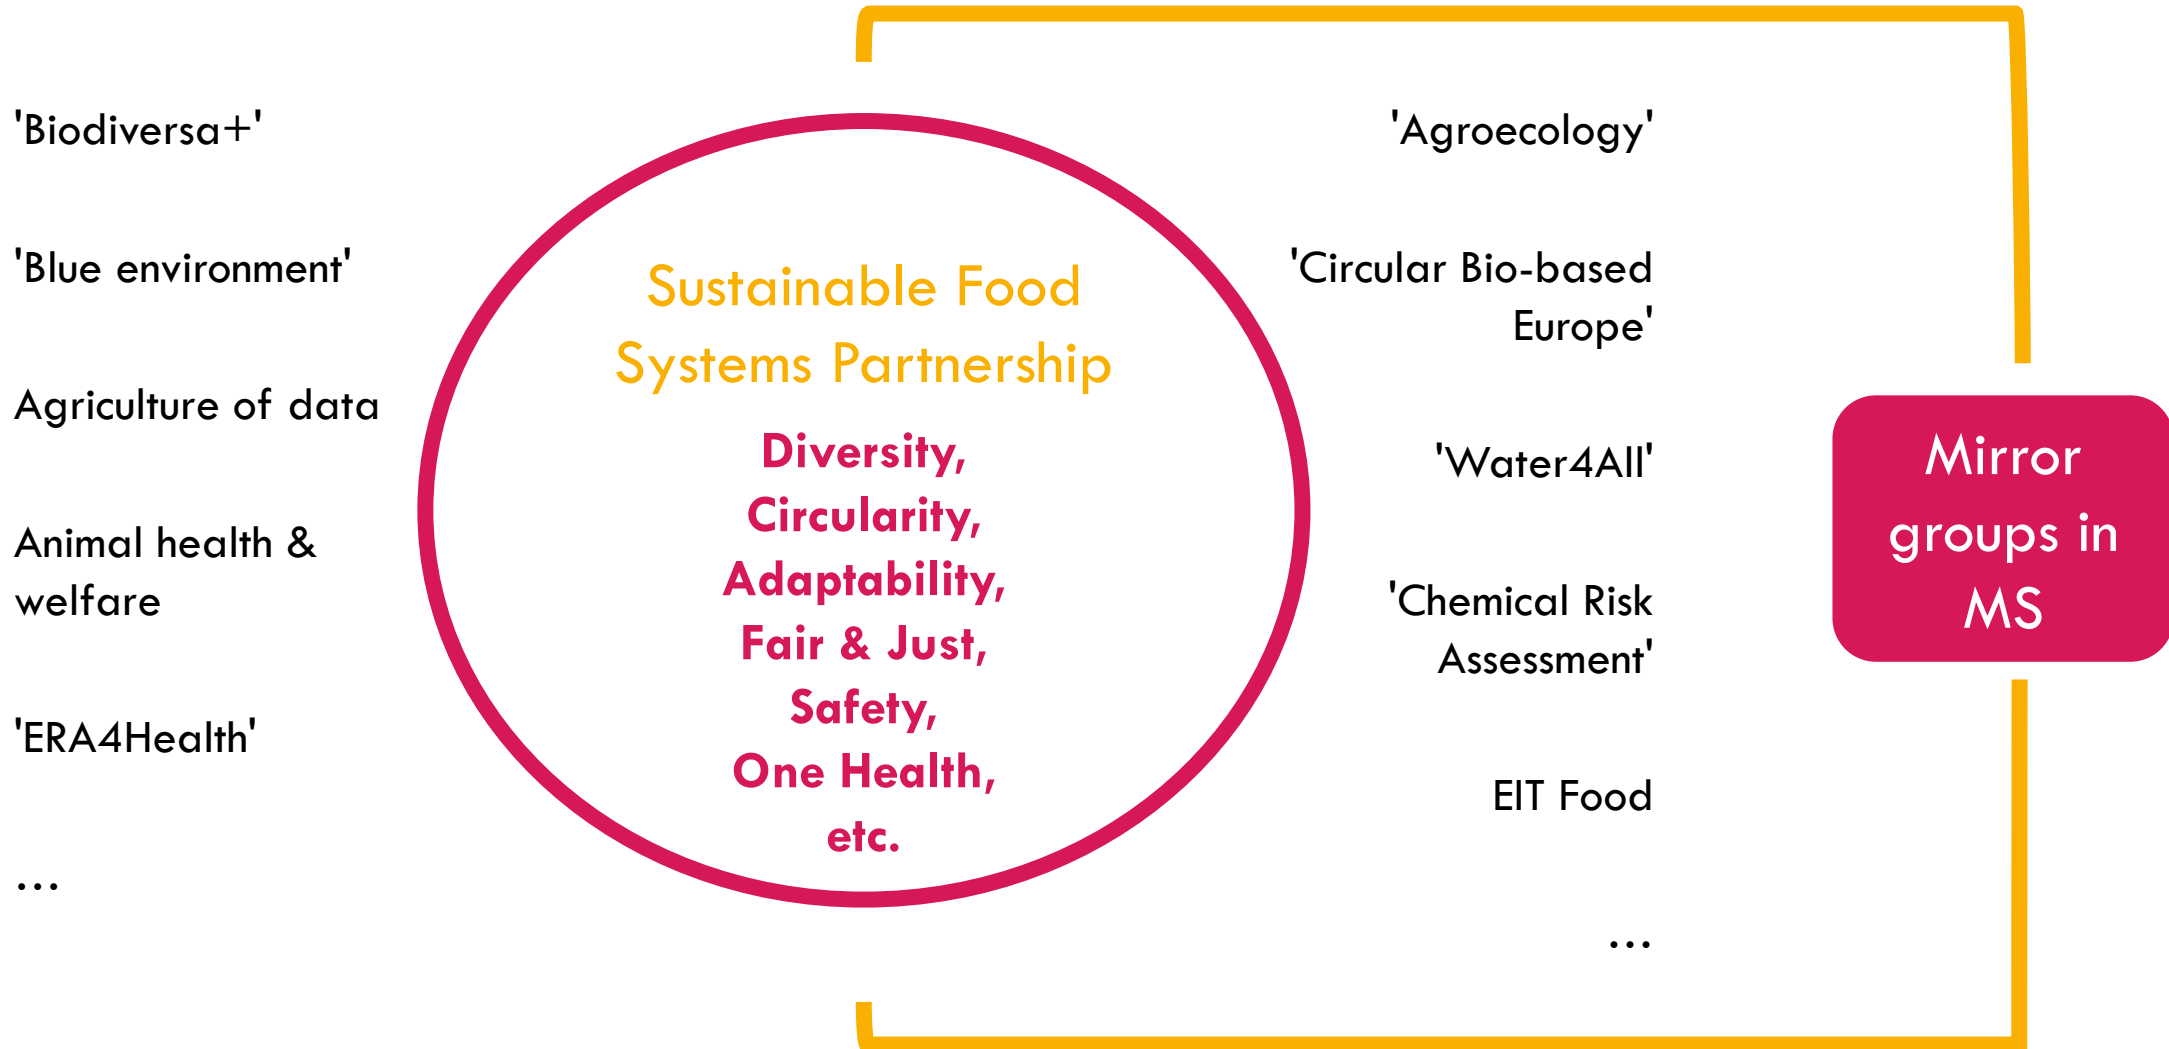 'Biodiversa+'
'Blue environment'
Agriculture of data
Animal health &
welfare
'ERA4Health'
...
Sustainable Food
Systems Partnership
Diversity,
Circularity,
Adaptability,
Fair & Just,
Safety,
One Health,
etc.
'Agroecology'
'Circular Bio-based
Europe'
'Water4All'
'Chemical Risk
Assessment'
EIT Food
...
Mirror
groups in
MS